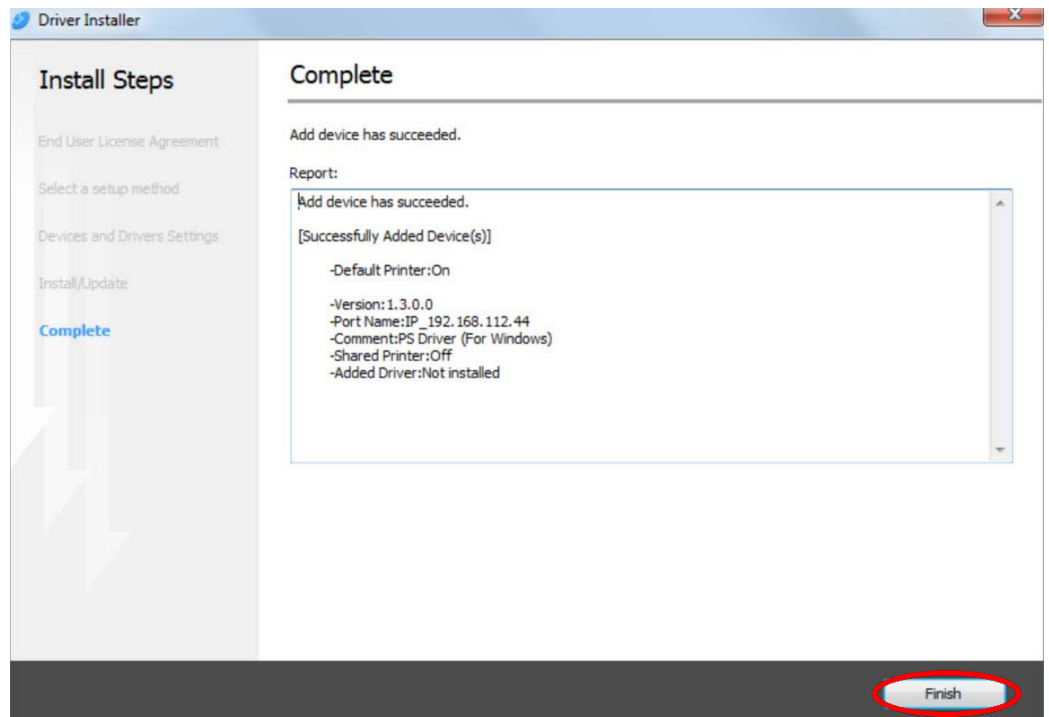 Driver Installer
Install Steps
End User License Agreement
Select a setup method
Devices and Drivers Settings
Install/Update
Complete
Complete
Add device has succeeded.
Report:
Add device has succeeded.
[Successfully Added Device(s)]
-Default Printer:On
-Version:1.3.0.0
-Port Name:IP_192.168.112.44
-Comment:PS Driver (For Windows)
-Shared Printer:Off
-Added Driver:Not installed
Finish